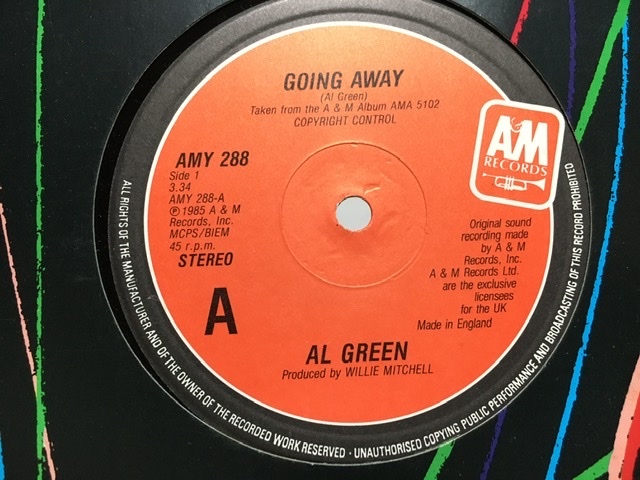 GOING AWAY
(Al Green)
Taken from the A & M Album AMA 5102
COPYRIGHT CONTROL
AMY 288
Side 1
3.34
AMY 288-A
℗ 1985 A & M
Records, Inc.
MCPS/BIEM
45 r.p.m.
STEREO
A
A&M
RECORDS
Original sound
recording made
by A & M
Records, Inc.
A & M Records Ltd.
are the exclusive
licensees
for the UK
Made in England
AL GREEN
Produced by WILLIE MITCHELL
ALL RIGHTS OF THE MANUFACTURER AND OF THE OWNER OF THE RECORDED WORK RESERVED · UNAUTHORISED COPYING PUBLIC PERFORMANCE AND BROADCASTING OF THIS RECORD PROHIBITED